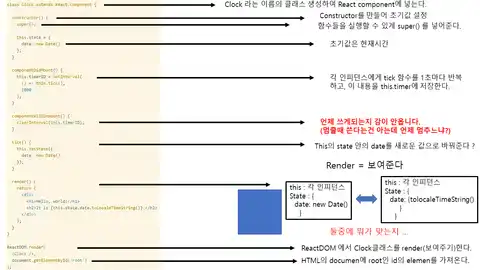 class Clock extends React.Component {
Clock 라는 이름의 클래스 생성하여 React component에 넣는다.
constructor() {
Constructor를 만들어 초기값 설정
super();
함수들을 실행할 수 있게 super() 를 넣어준다.
this.state = {
date: new Date()
초기값은 현재시간
};
}
componentDidMount() {
this.timerID = setInterval(
각 인피던스에게 tick 함수를 1초마다 반복
() => this.tick(),
하고, 이 내용을 this.timer에 저장한다.
1000
);
}
언제 쓰게되는지 감이 안옵니다.
componentWillUnmount() {
clearInterval(this.timerID);
(멈출때 쓴다는건 아는데 언제 멈추느냐?)
}
tick() {
This의 state 안의 date를 새로운 값으로 바꿔준다 ?
this.setState({
date: new Date()
});
}
Render = 보여준다
render() {
return (
<div>
<h1>Hello, world!</h1>
<h2>It is {this.state.date.toLocaleTimeString()}.</h2>
</div>
);
}
}
this : 각 인피던스
State : {
date: new Date()
}
this : 각 인피던스
State : {
date: (tolocaleTimeString()
}
}
둘중에 뭐가 맞는지 ...
ReactDOM.render(
ReactDOM 에서 Clock클래스를 render(보여주기)한다.
<Clock />,
document.getElementById('root')
HTML의 documen에 root인 id의 elemen를 가져온다.
);